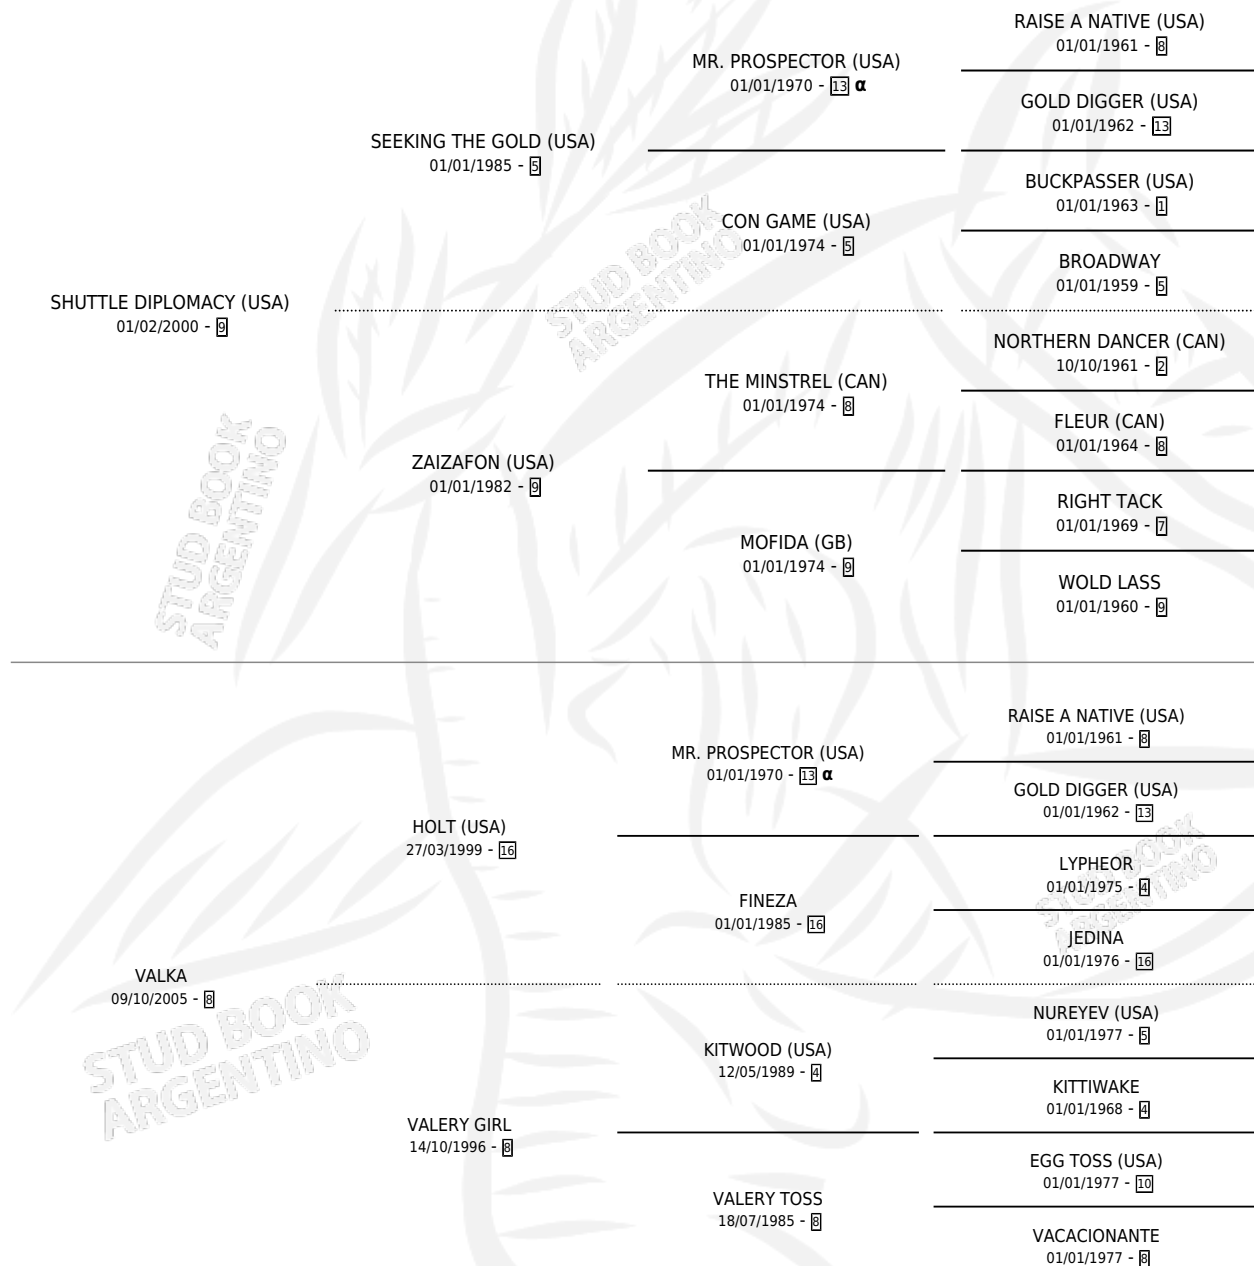 RAISE A NATIVE (USA)
01/01/1961 - 8
MR. PROSPECTOR (USA)
01/01/1970 - 13 α
GOLD DIGGER (USA)
01/01/1962 - 13
SEEKING THE GOLD (USA)
01/01/1985 - 5
BUCKPASSER (USA)
01/01/1963 - 1
CON GAME (USA)
01/01/1974 - 5
BROADWAY
01/01/1959 - 5
SHUTTLE DIPLOMACY (USA)
01/02/2000 - 9
NORTHERN DANCER (CAN)
10/10/1961 - 2
THE MINSTREL (CAN)
01/01/1974 - 8
FLEUR (CAN)
01/01/1964 - 8
ZAIZAFON (USA)
01/01/1982 - 9
RIGHT TACK
01/01/1969 - 7
MOFIDA (GB)
01/01/1974 - 9
WOLD LASS
01/01/1960 - 9
STUD BOOK
ARGENTINO
STUD BOOK
ARGENTINO
RAISE A NATIVE (USA)
01/01/1961 - 8
MR. PROSPECTOR (USA)
01/01/1970 - 13 α
GOLD DIGGER (USA)
01/01/1962 - 13
HOLT (USA)
27/03/1999 - 16
LYPHEOR
01/01/1975 - 4
FINEZA
01/01/1985 - 16
JEDINA
01/01/1976 - 16
VALKA
09/10/2005 - 8
NUREYEV (USA)
01/01/1977 - 5
KITWOOD (USA)
12/05/1989 - 4
KITTIWAKE
01/01/1968 - 4
VALERY GIRL
14/10/1996 - 8
EGG TOSS (USA)
01/01/1977 - 10
VALERY TOSS
18/07/1985 - 8
VACACIONANTE
01/01/1977 - 8
STUD BOOK
ARGENTINO
STUD BOOK
ARGENTINO